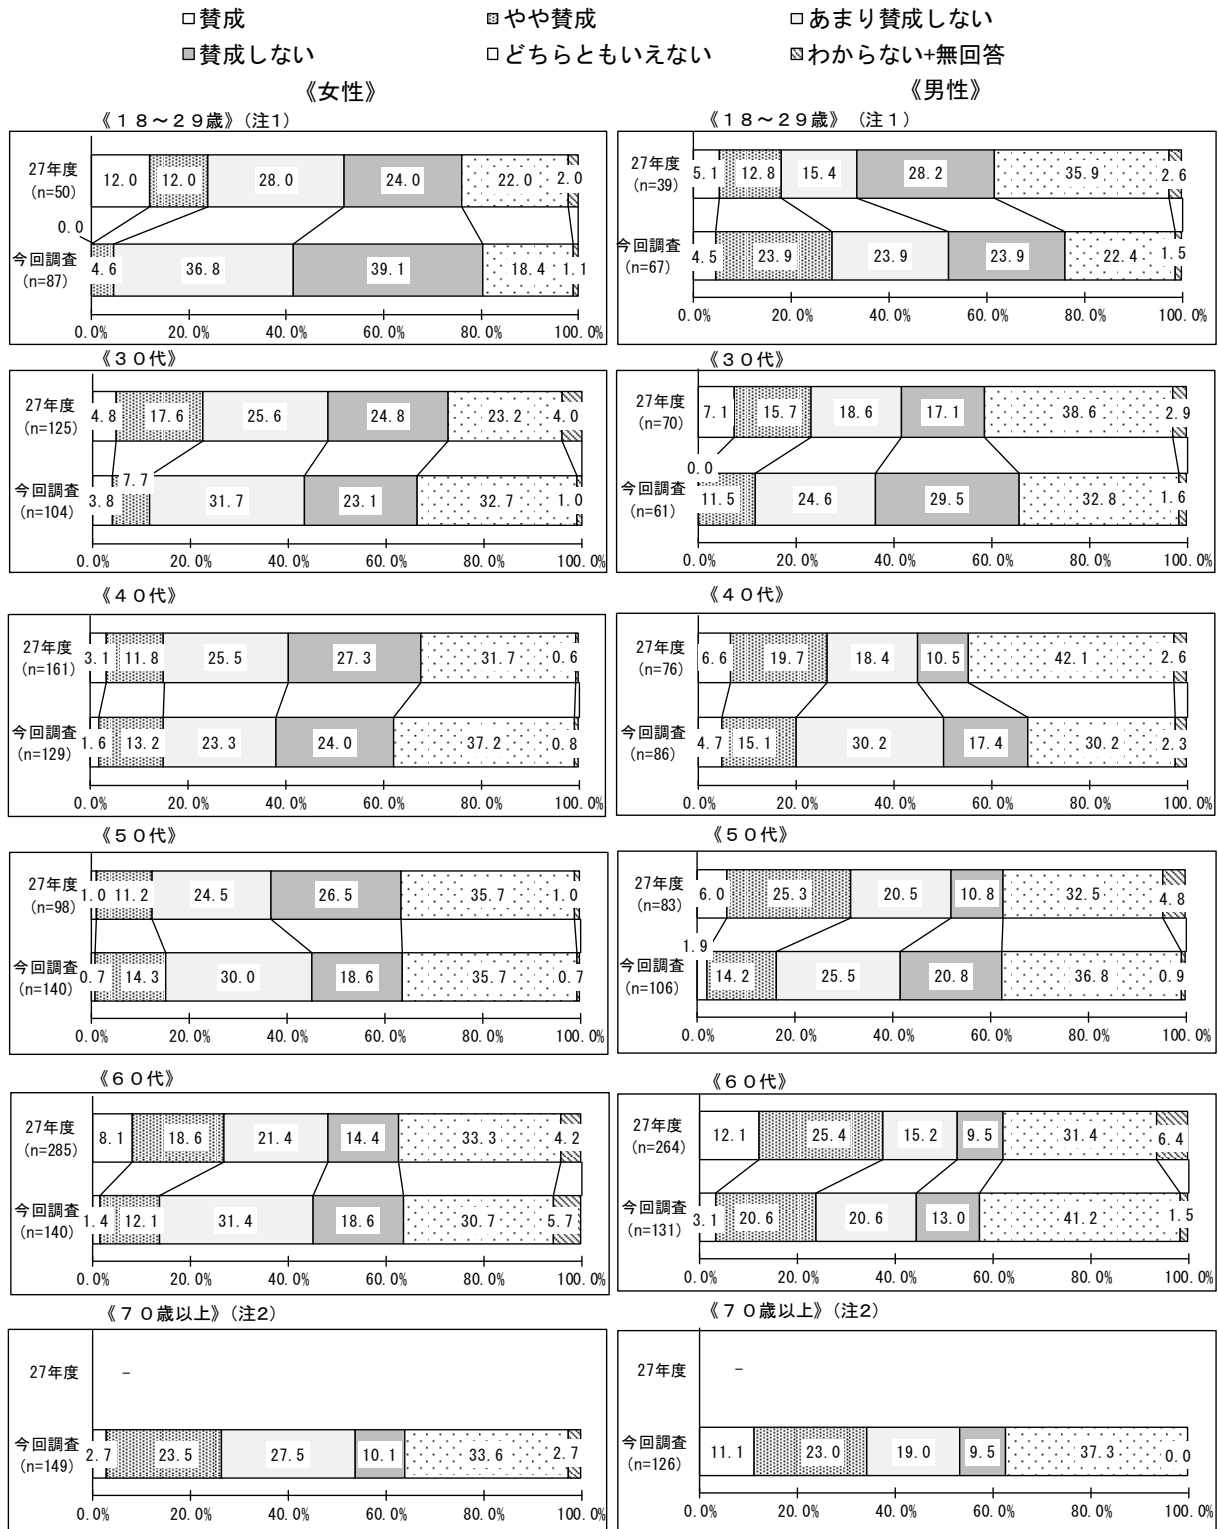 □賛成 やや賛成 □あまり賛成しない
賛成しない □どちらともいえない わからない+無回答
《女性》 《男性》
《18～29歳》(注1)
27年度 12.0 12.0 28.0 24.0 22.0 2.0
(n=50)
0.0
今回調査 4.6 36.8 39.1 18.4 1.1
(n=87)
0.0% 20.0% 40.0% 60.0% 80.0% 100.0%
《18～29歳》(注1)
27年度 5.1 12.8 15.4 28.2 35.9 2.6
(n=39)
今回調査 4.5 23.9 23.9 23.9 22.4 1.5
(n=67)
0.0% 20.0% 40.0% 60.0% 80.0% 100.0%
《30代》
27年度 4.8 17.6 25.6 24.8 23.2 4.0
(n=125)
今回調査 3.8 7.7 31.7 23.1 32.7 1.0
(n=104)
0.0% 20.0% 40.0% 60.0% 80.0% 100.0%
《30代》
27年度 7.1 15.7 18.6 17.1 38.6 2.9
(n=70)
0.0
今回調査 11.5 24.6 29.5 32.8 1.6
(n=61)
0.0% 20.0% 40.0% 60.0% 80.0% 100.0%
《40代》
27年度 3.1 11.8 25.5 27.3 31.7 0.6
(n=161)
今回調査 1.6 13.2 23.3 24.0 37.2 0.8
(n=129)
0.0% 20.0% 40.0% 60.0% 80.0% 100.0%
《40代》
27年度 6.6 19.7 18.4 10.5 42.1 2.6
(n=76)
今回調査 4.7 15.1 30.2 17.4 30.2 2.3
(n=86)
0.0% 20.0% 40.0% 60.0% 80.0% 100.0%
《50代》
27年度 1.0 11.2 24.5 26.5 35.7 1.0
(n=98)
今回調査 0.7 14.3 30.0 18.6 35.7 0.7
(n=140)
0.0% 20.0% 40.0% 60.0% 80.0% 100.0%
《50代》
27年度 6.0 25.3 20.5 10.8 32.5 4.8
(n=83)
1.9
今回調査 14.2 25.5 20.8 36.8 0.9
(n=106)
0.0% 20.0% 40.0% 60.0% 80.0% 100.0%
《60代》
27年度 8.1 18.6 21.4 14.4 33.3 4.2
(n=285)
今回調査 1.4 12.1 31.4 18.6 30.7 5.7
(n=140)
0.0% 20.0% 40.0% 60.0% 80.0% 100.0%
《60代》
27年度 12.1 25.4 15.2 9.5 31.4 6.4
(n=264)
今回調査 3.1 20.6 20.6 13.0 41.2 1.5
(n=131)
0.0% 20.0% 40.0% 60.0% 80.0% 100.0%
《70歳以上》(注2)
27年度 －
今回調査 2.7 23.5 27.5 10.1 33.6 2.7
(n=149)
0.0% 20.0% 40.0% 60.0% 80.0% 100.0%
《70歳以上》(注2)
27年度 －
今回調査 11.1 23.0 19.0 9.5 37.3 0.0
(n=126)
0.0% 20.0% 40.0% 60.0% 80.0% 100.0%